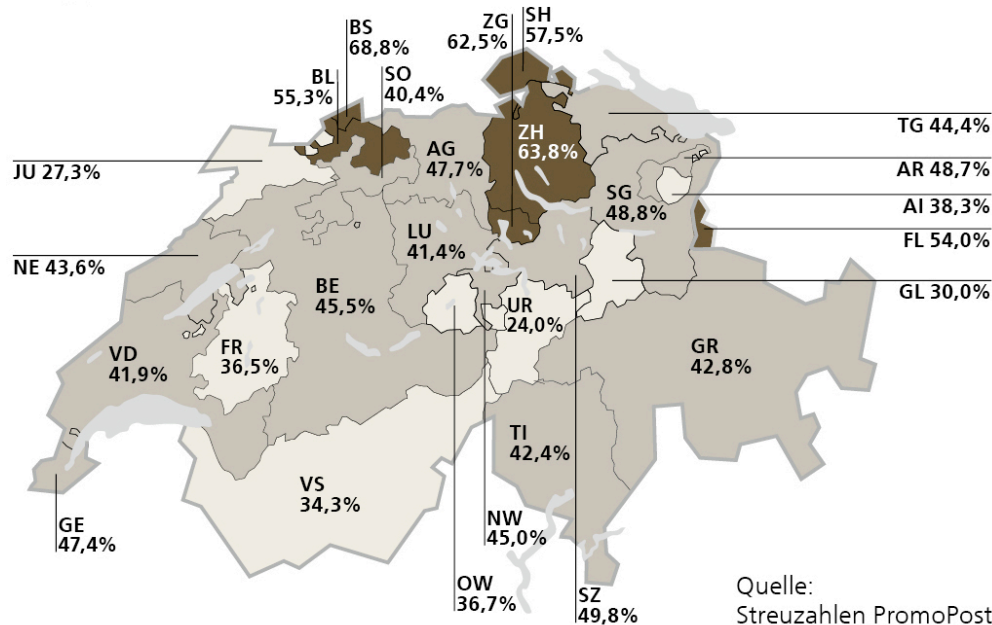 BS
68,8%
ZG
62,5%
SH
57,5%
BL
55,3%
SO
40,4%
ZH
63,8%
TG 44,4%
AG
47,7%
JU 27,3%
AR 48,7%
SG
48,8%
AI 38,3%
LU
41,4%
FL 54,0%
NE 43,6%
BE
45,5%
GL 30,0%
UR
24,0%
FR
36,5%
VD
41,9%
GR
42,8%
TI
42,4%
VS
34,3%
GE
47,4%
NW
45,0%
OW
36,7%
SZ
49,8%
Quelle:
Streuzahlen PromoPost